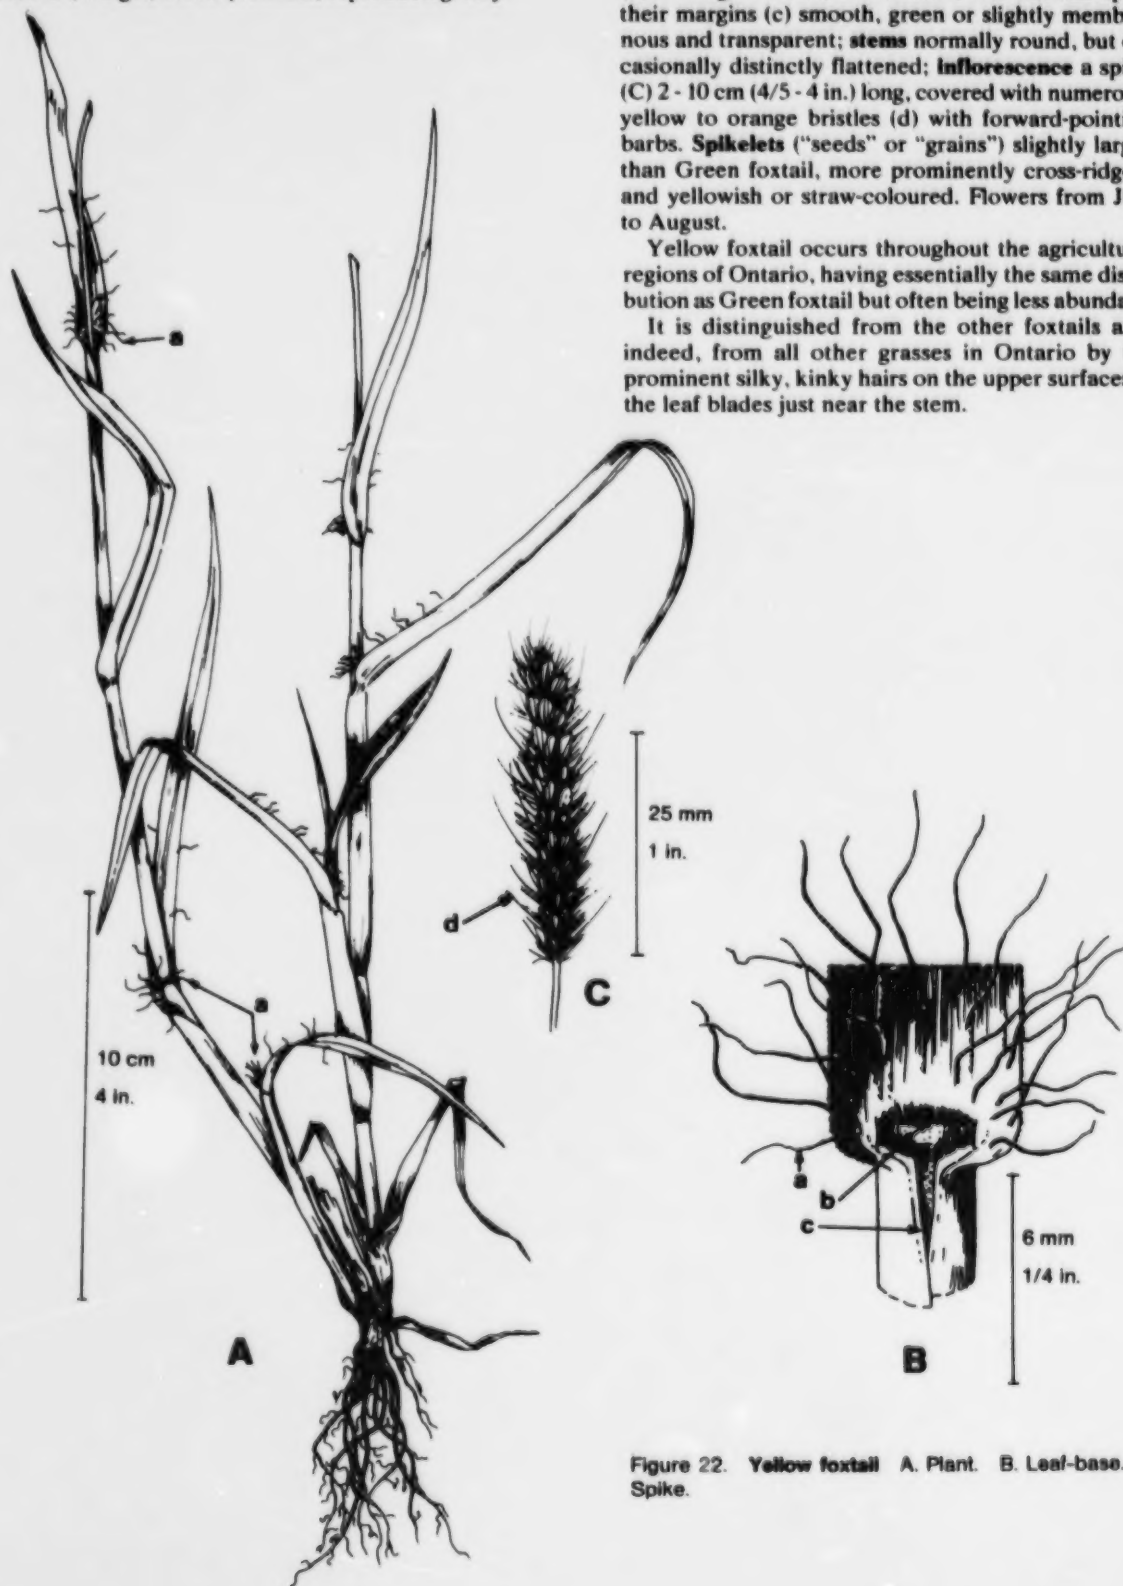 their margins (c) smooth, green or slightly memb
nous and transparent; stems normally round, but
casionally distinctly flattened; inflorescence a sp
(C) 2 - 10 cm (4/5 - 4 in.) long, covered with numero
yellow to orange bristles (d) with forward-point
barbs. Spikelets ("seeds" or "grains") slightly larg
than Green foxtail, more prominently cross-ridg
and yellowish or straw-coloured. Flowers from J
to August.
Yellow foxtail occurs throughout the agricultu
regions of Ontario, having essentially the same dis
bution as Green foxtail but often being less abunda
It is distinguished from the other foxtails a
indeed, from all other grasses in Ontario by
prominent silky, kinky hairs on the upper surface
the leaf blades just near the stem.
a
25 mm
1 in.
d
C
a
10 cm
4 in.
a
b
c
6 mm
1/4 in.
A
B
Figure 22. Yellow foxtail A. Plant. B. Leaf-base.
Spike.